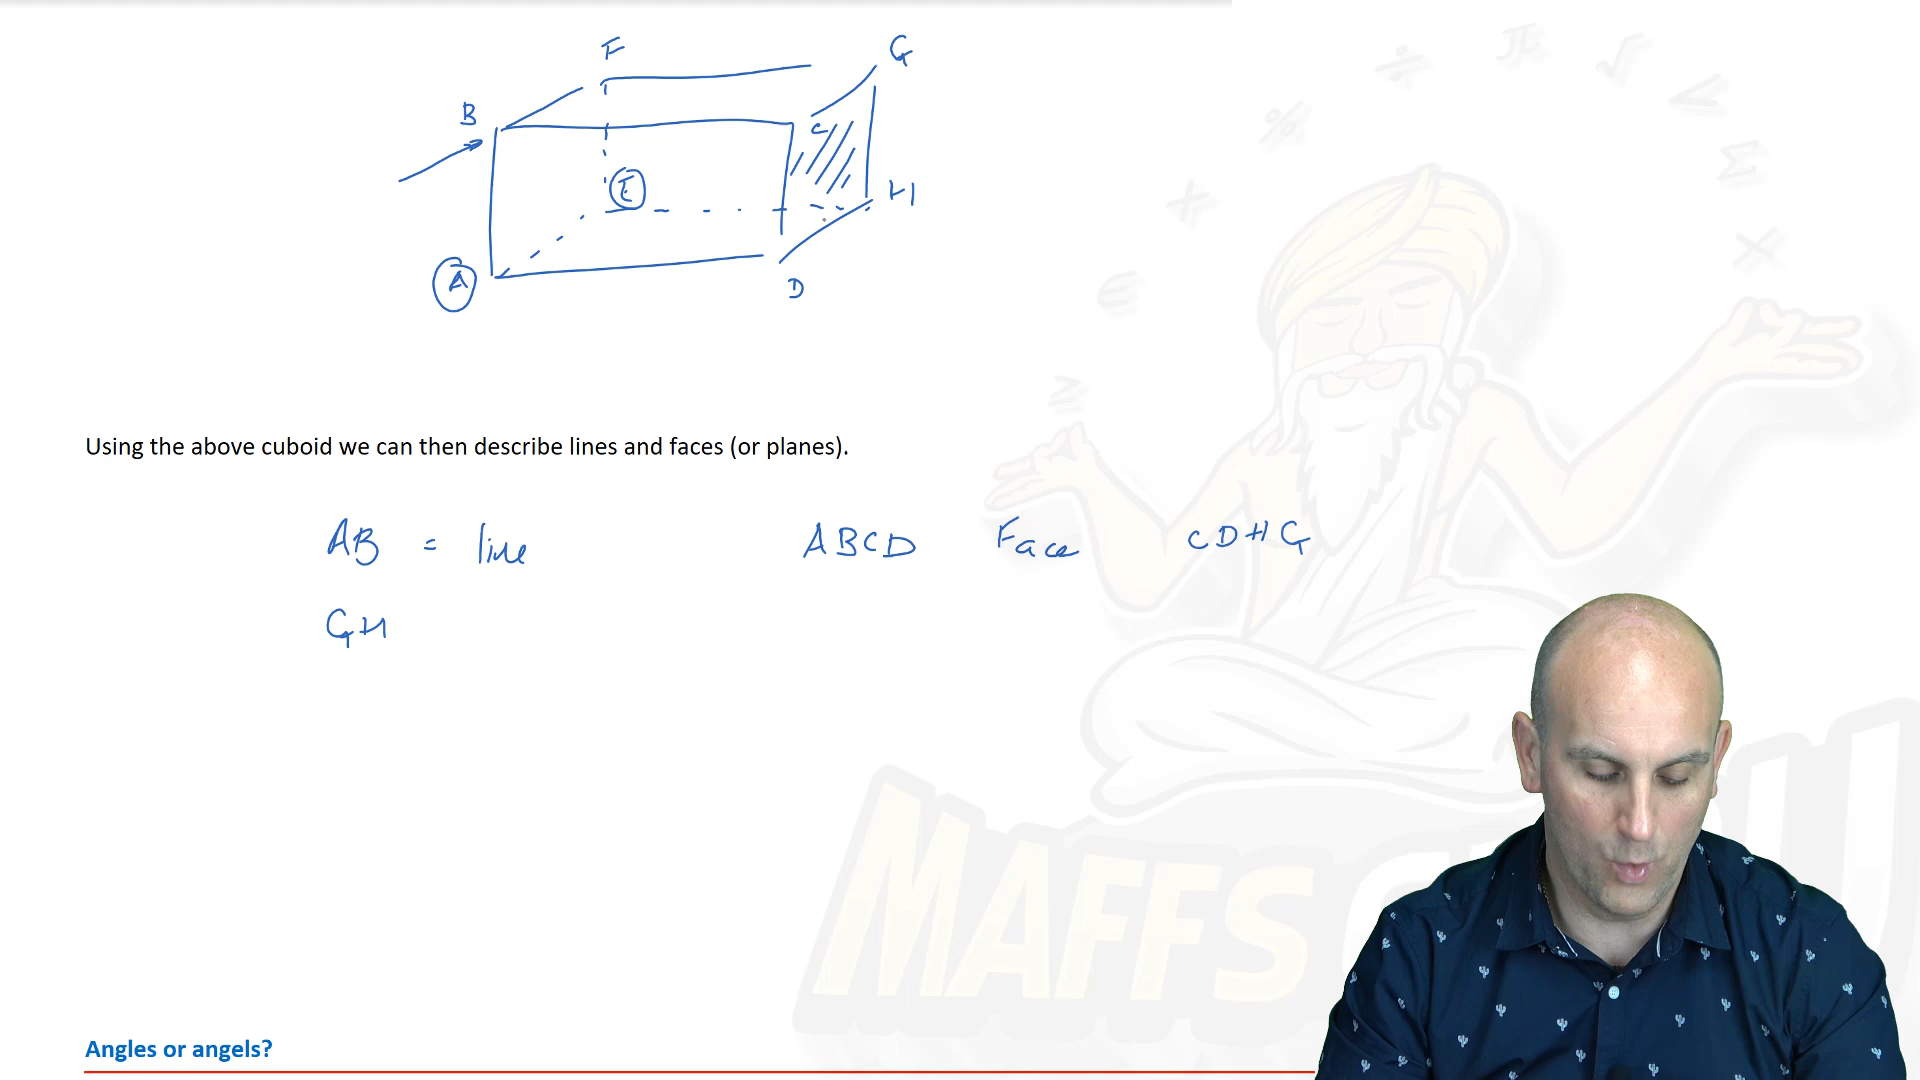 F
G
B
C
E
H
A
D
Using the above cuboid we can then describe lines and faces (or planes).
AB = line ABCD Face CDHG
GH
MAFFS
Angles or angels?